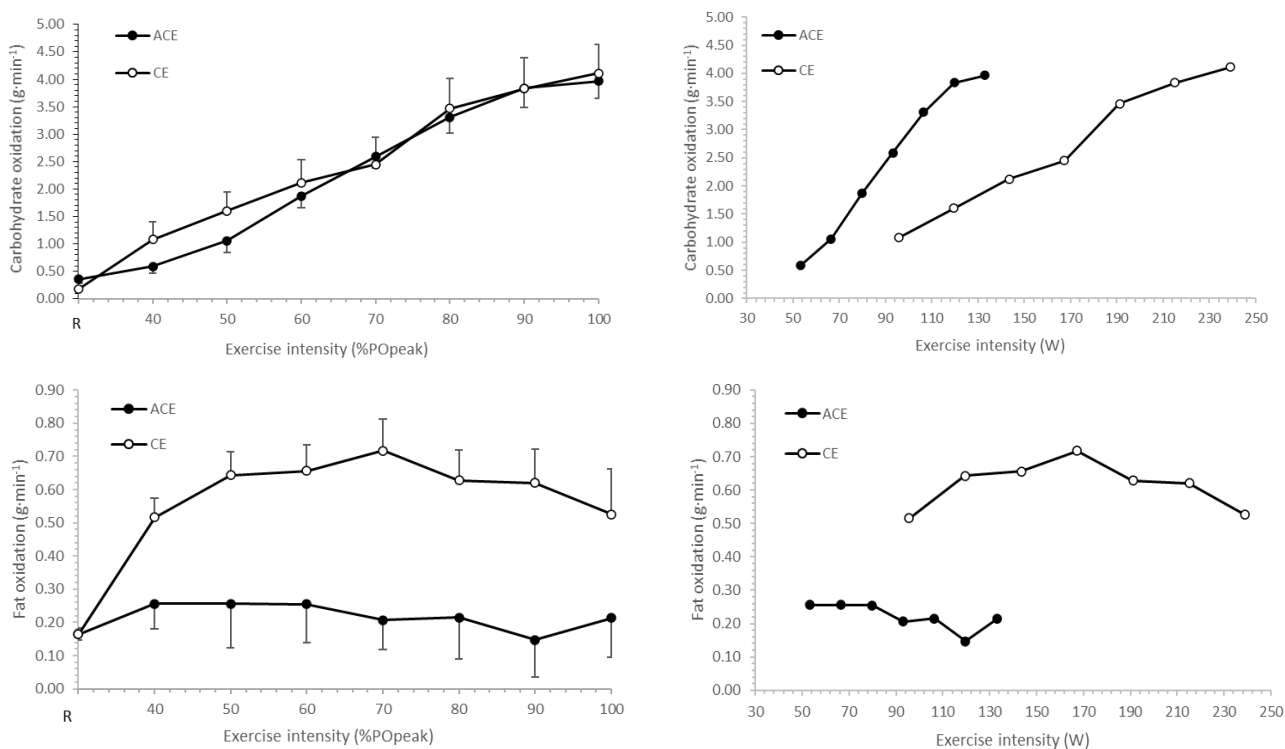 Carbohydrate oxidation (g·min⁻¹)
5.00
4.50
4.00
3.50
3.00
2.50
2.00
1.50
1.00
0.50
0.00
ACE
CE
R
40 50 60 70 80 90 100
Exercise intensity (%POpeak)
Carbohydrate oxidation (g·min⁻¹)
5.00
4.50
4.00
3.50
3.00
2.50
2.00
1.50
1.00
0.50
0.00
ACE
CE
30 50 70 90 110 130 150 170 190 210 230 250
Exercise intensity (W)
Fat oxidation (g·min⁻¹)
0.90
0.80
0.70
0.60
0.50
0.40
0.30
0.20
0.10
0.00
ACE
CE
R
40 50 60 70 80 90 100
Exercise intensity (%POpeak)
Fat oxidation (g·min⁻¹)
0.90
0.80
0.70
0.60
0.50
0.40
0.30
0.20
0.10
0.00
ACE
CE
30 50 70 90 110 130 150 170 190 210 230 250
Exercise intensity (W)